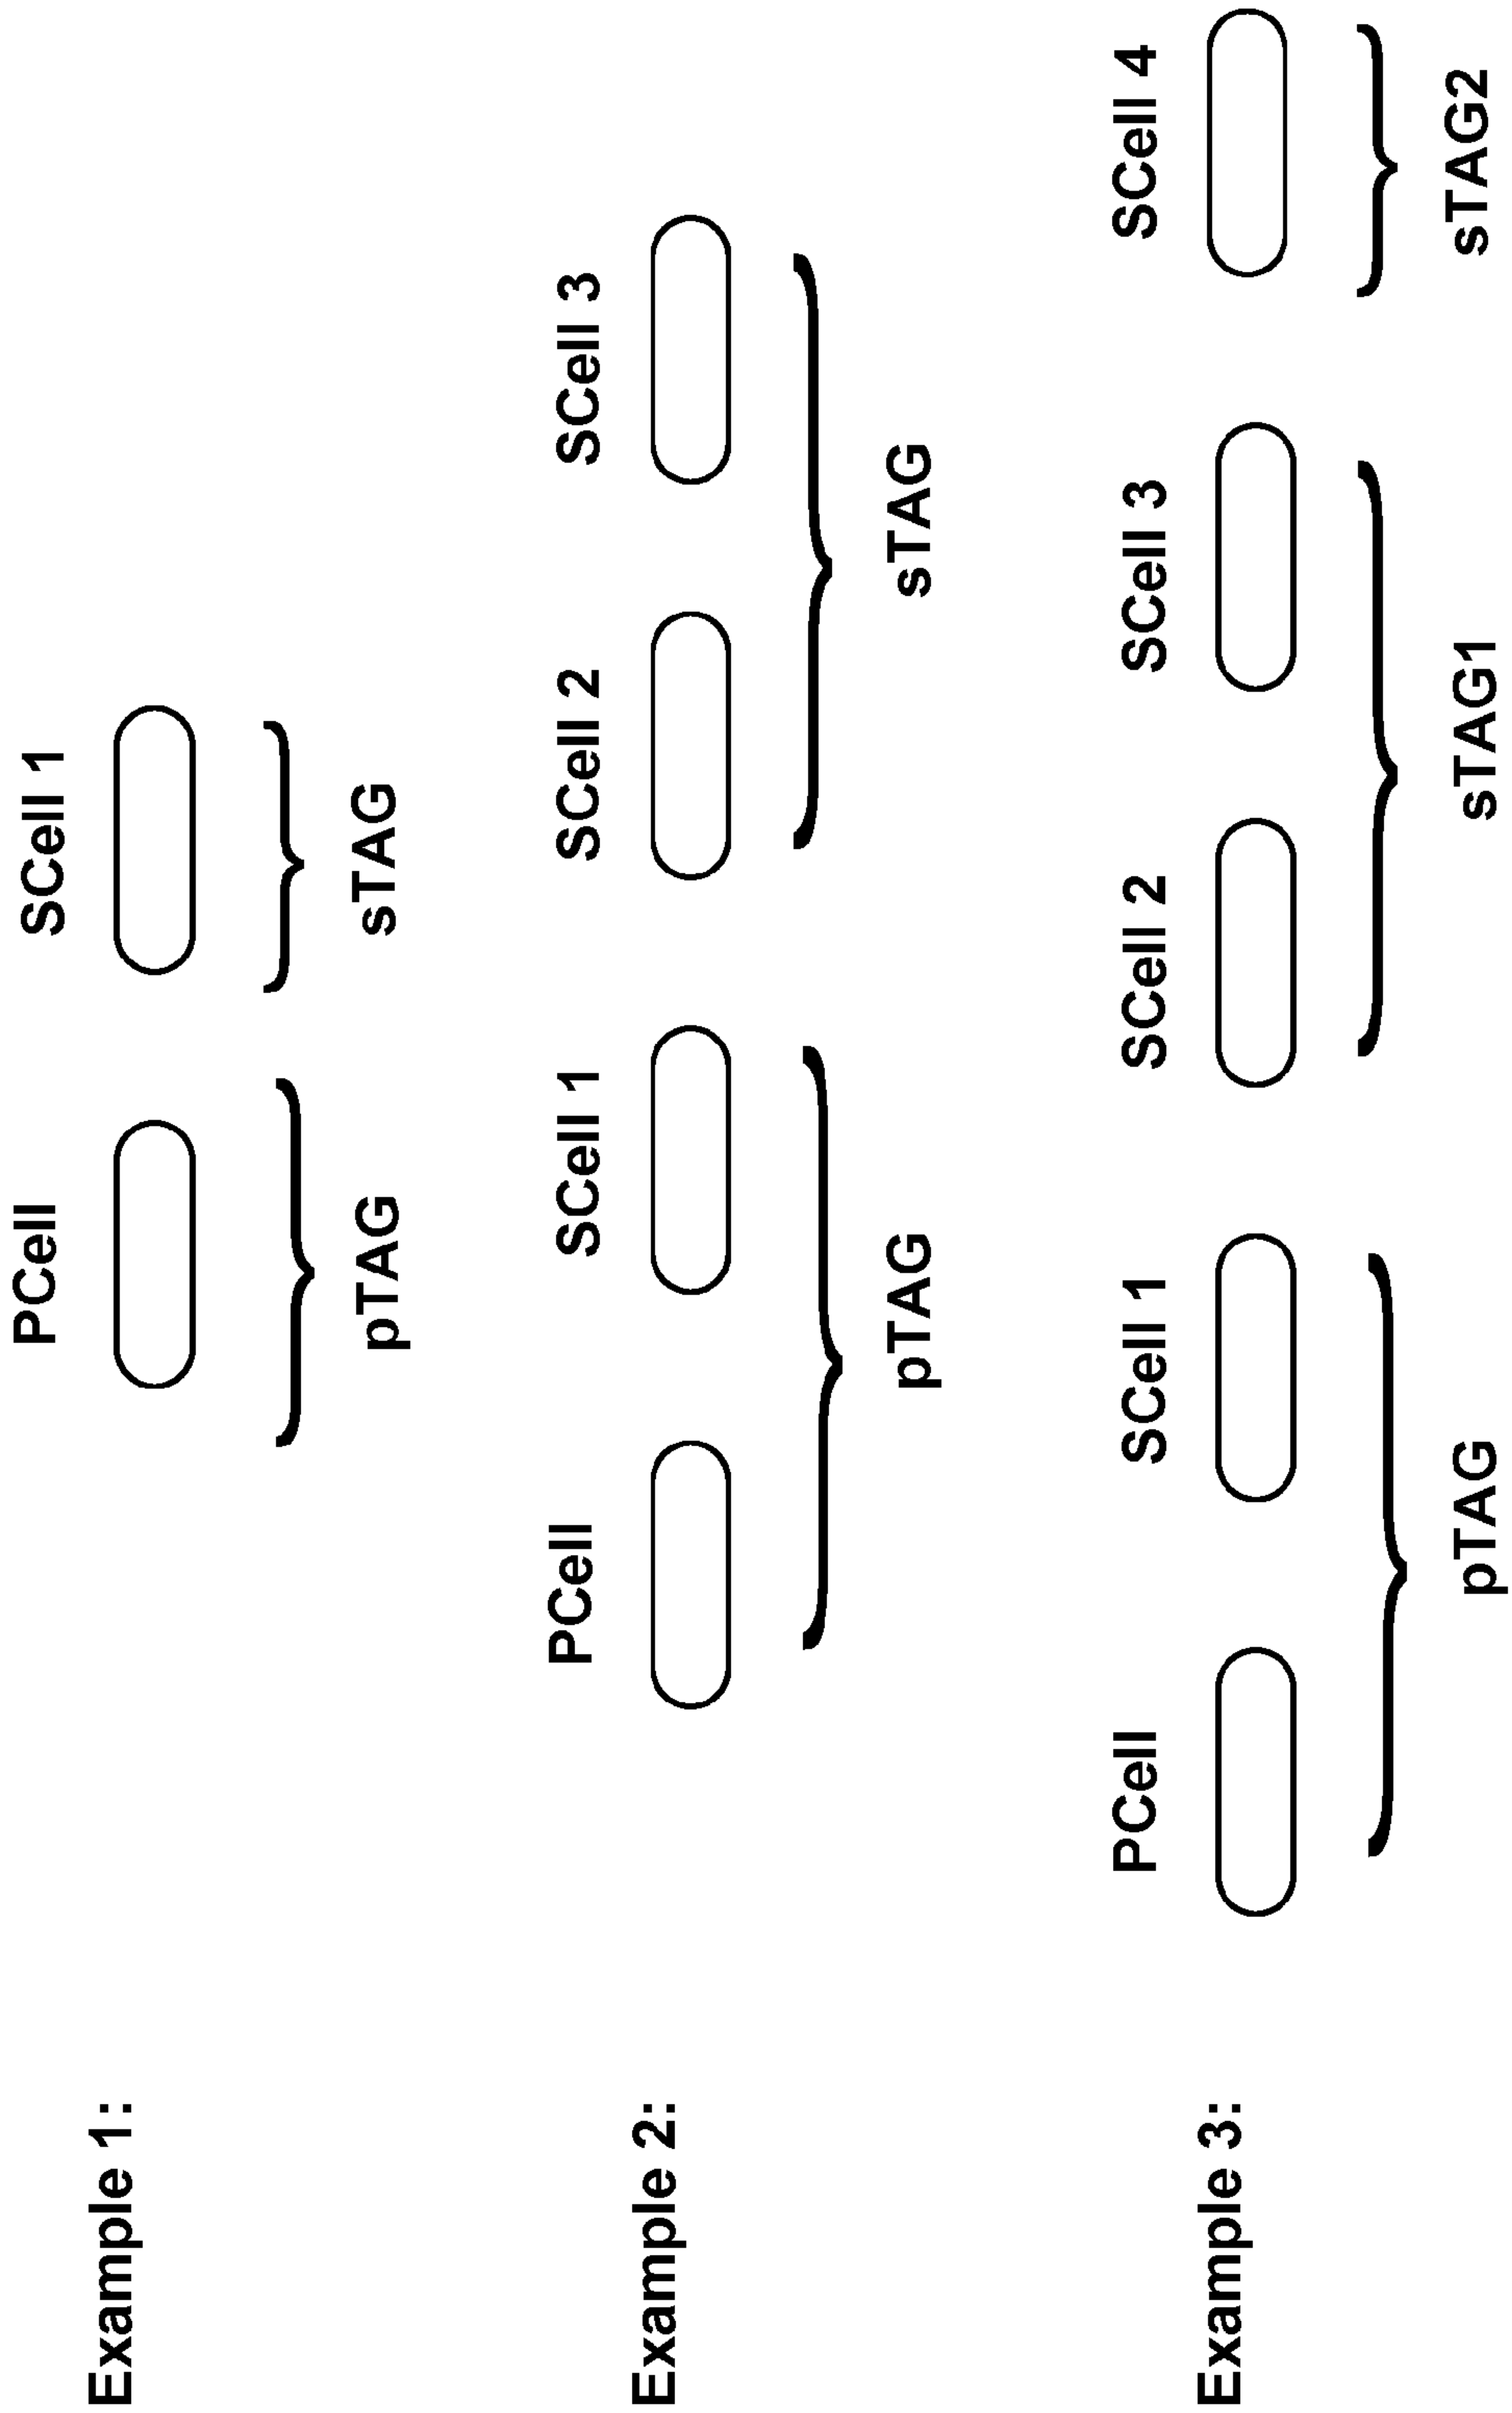 Example 1:
PCell
SCell 1
pTAG
sTAG
Example 2:
PCell
SCell 1
SCell 2
SCell 3
pTAG
sTAG
Example 3:
PCell
SCell 1
SCell 2
SCell 3
SCell 4
pTAG
sTAG1
sTAG2